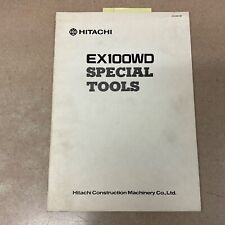 HITACHI
EX100WD
SPECIAL
TOOLS
Hitachi Construction Machinery Co., Ltd.